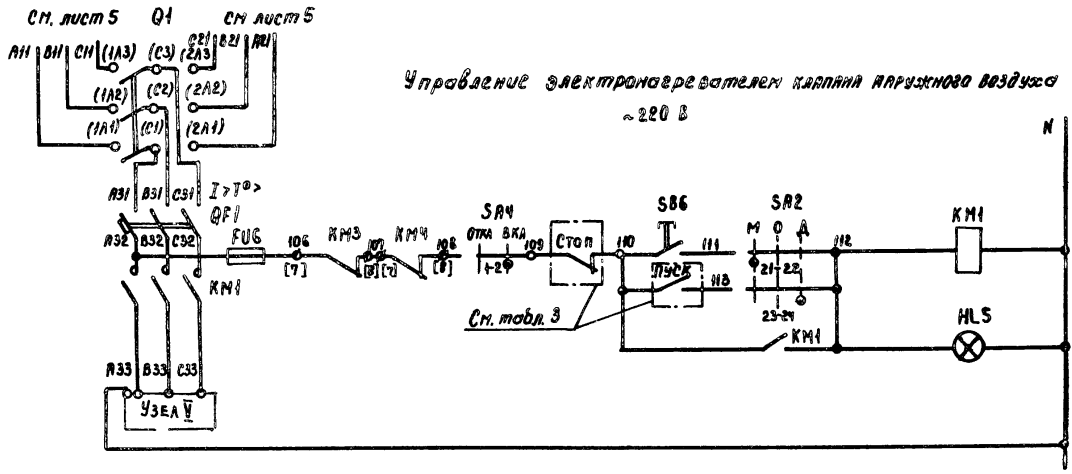 См. лист 5 Q1 см лист 5
A11 B11 C11 (1A3) (C3) (2A3) C21 B21 A21
(1A2) (C2) (2A2)
(1A1) (C1) (2A1)
Управление электронагревателем клапана наружного воздуха
~220 В
N
A31 B31 C31 I> T°>
QF1
A32 B32 C32 FU6 106 KM3 107 KM4 108 SA4 109 Стоп 110 SB6 111 SA2 112 KM1
[7] [8] [7] [8] ОТКЛ ВКЛ М О Д
1-2 21-22
Пуск 113
23-24
KM1 См. табл. 3
KM1 HL5
A33 B33 C33
Узел V